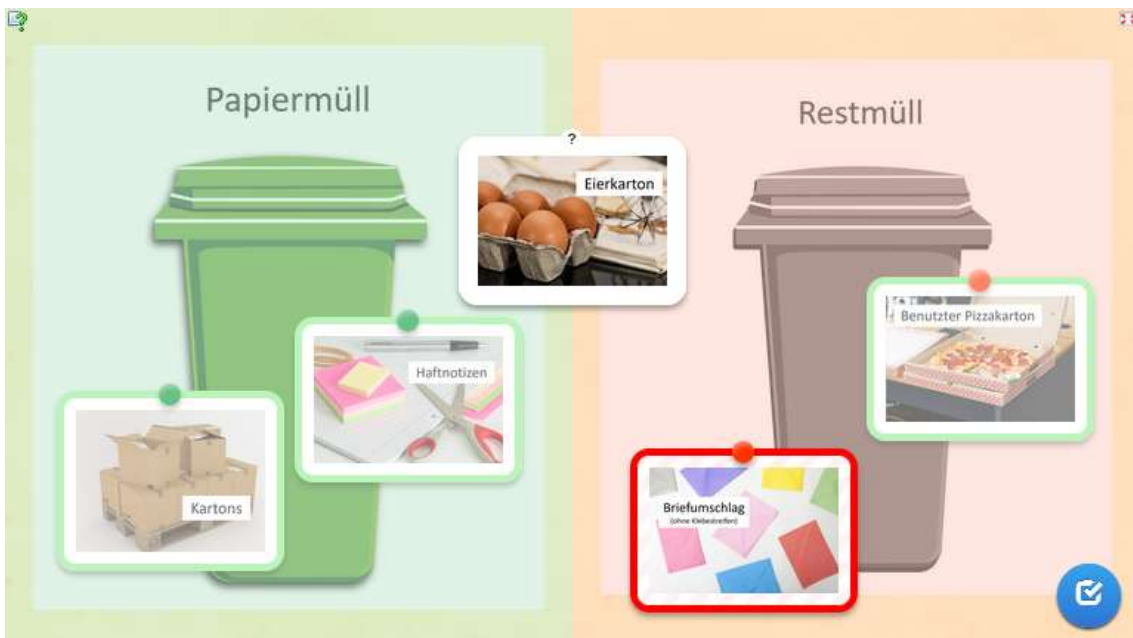 Papiermüll
Restmüll
?
Eierkarton
Benutzter Pizzakarton
Haftnotizen
Kartons
Briefumschlag
(ohne Klebestreifen)